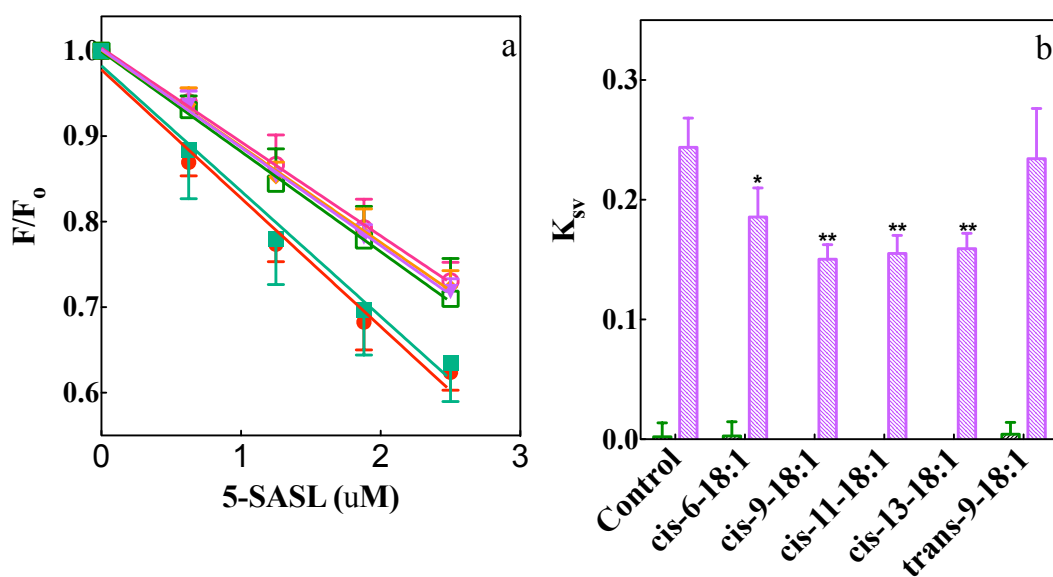 a
F/Fo
1.0
0.9
0.8
0.7
0.6
0
1
2
3
5-SASL (uM)
b
Ksv
0.3
0.2
0.1
0.0
*
**
**
**
Control
cis-6-18:1
cis-9-18:1
cis-11-18:1
cis-13-18:1
trans-9-18:1